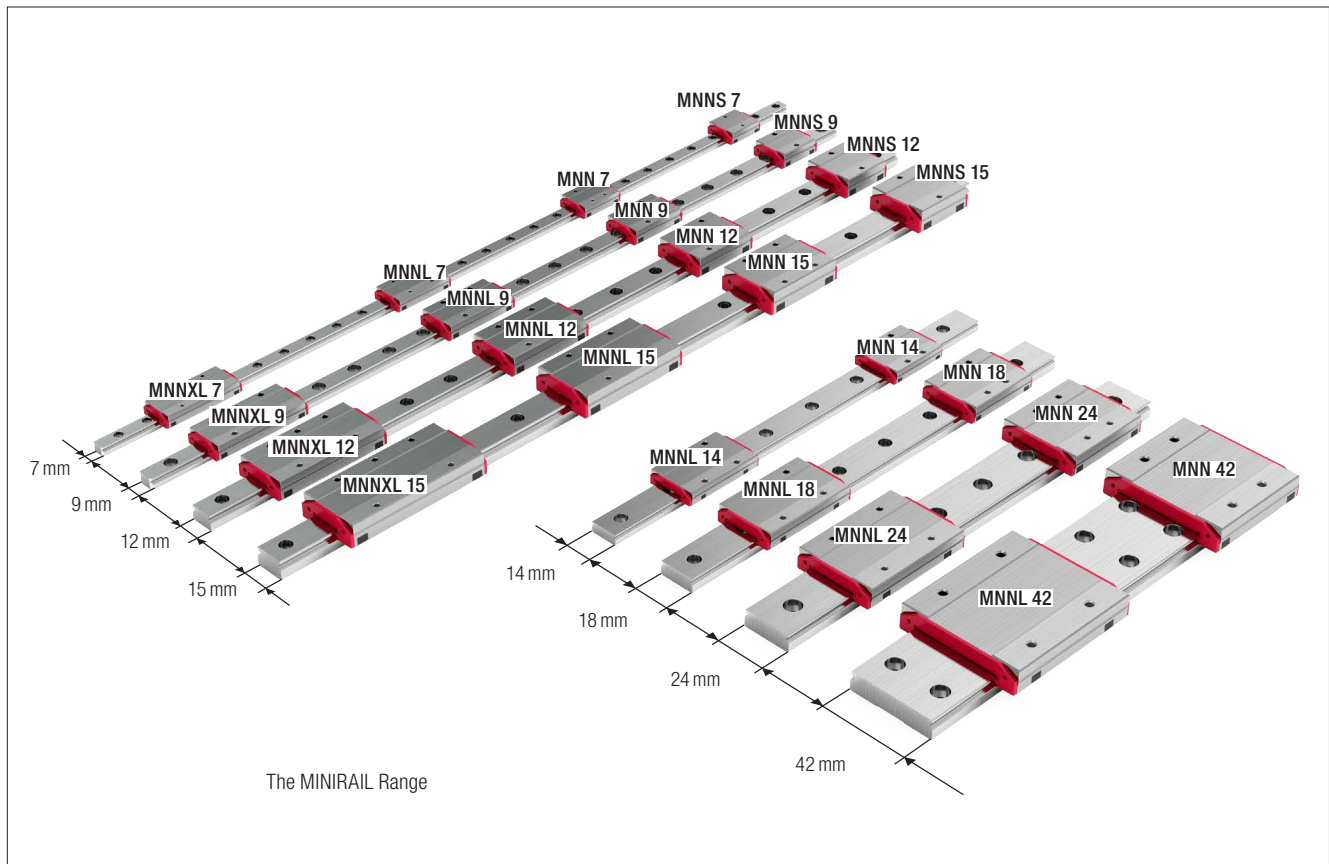 MNNS 7
MNNS 9
MNNS 12
MNNS 15
MNN 7
MNN 9
MNN 12
MNN 15
MNNL 7
MNNL 9
MNNL 12
MNNL 15
MNNXL 7
MNNXL 9
MNNXL 12
MNNXL 15
7 mm
9 mm
12 mm
15 mm
MNN 14
MNN 18
MNN 24
MNN 42
MNNL 14
MNNL 18
MNNL 24
MNNL 42
14 mm
18 mm
24 mm
42 mm
The MINIRAIL Range